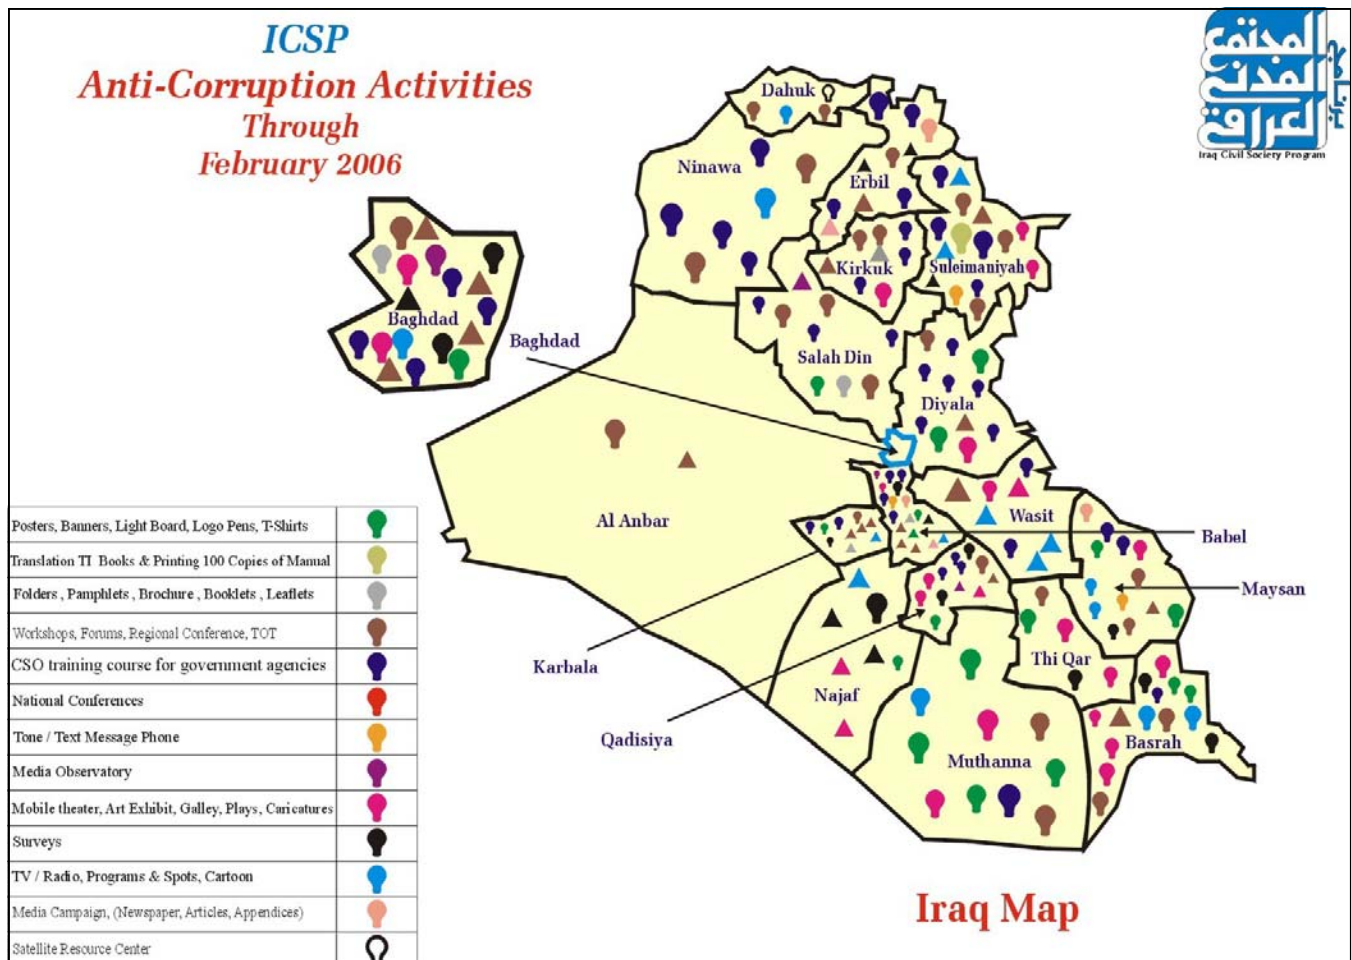 ICSP
Anti-Corruption Activities
Through
February 2006
المجتمع
المدني
العراقي
برنامج
Iraq Civil Society Program
Dahuk
Ninawa
Erbil
Kirkuk
Suleimaniyah
Baghdad
Baghdad
Salah Din
Diyala
Al Anbar
Wasit
Babel
Maysan
Karbala
Thi Qar
Najaf
Qadisiya
Basrah
Muthanna
Posters, Banners, Light Board, Logo Pens, T-Shirts
Translation TI Books & Printing 100 Copies of Manual
Folders , Pamphlets , Brochure , Booklets , Leaflets
Workshops, Forums, Regional Conference, TOT
CSO training course for government agencies
National Conferences
Tone / Text Message Phone
Media Observatory
Mobile theater, Art Exhibit, Galley, Plays, Caricatures
Surveys
TV / Radio, Programs & Spots, Cartoon
Media Campaign, (Newspaper, Articles, Appendices)
Satellite Resource Center
Iraq Map